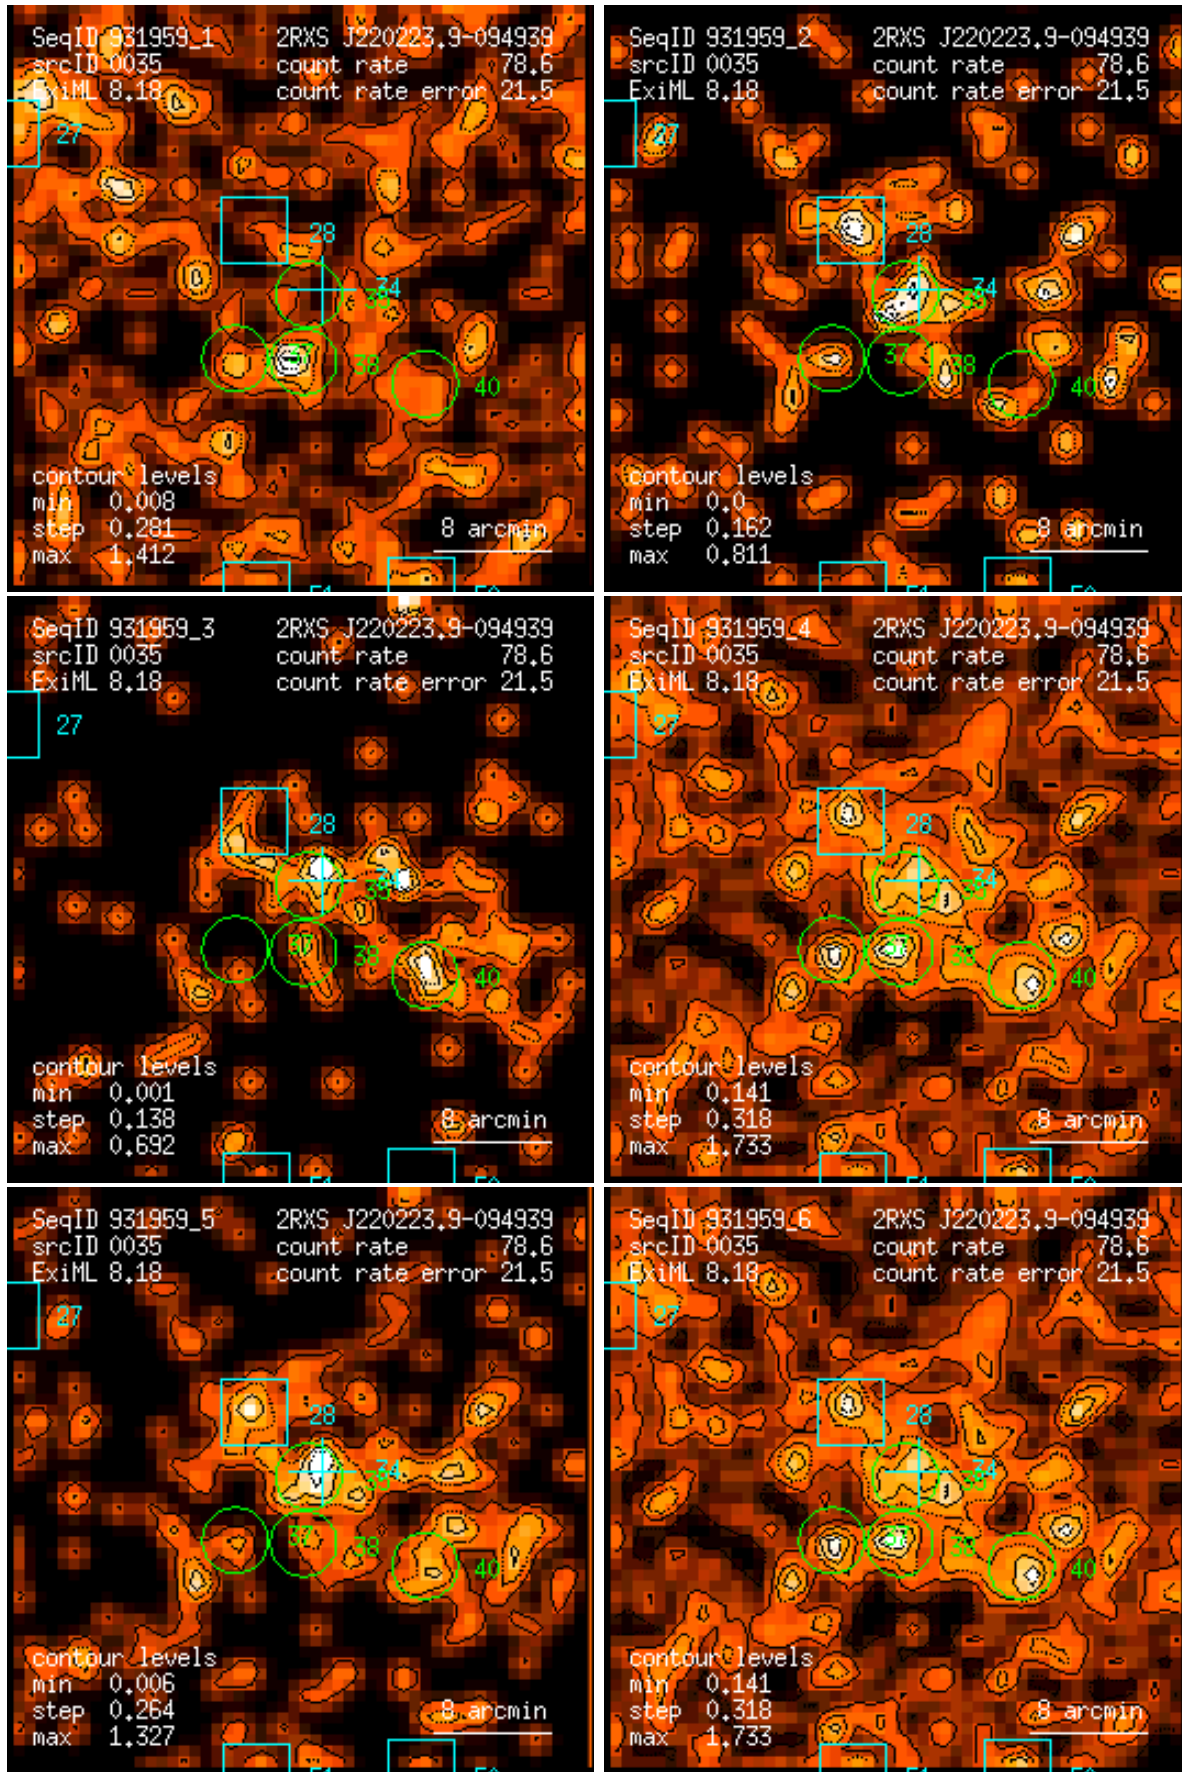 SeqID 931959_1 2RXS J220223.9-094939
srcID 0035 count rate 78.6
ExiML 8.18 count rate error 21.5
27
28
34
37
38
40
contour levels
min 0.008
step 0.281 8 arcmin
max 1.412
SeqID 931959_2 2RXS J220223.9-094939
srcID 0035 count rate 78.6
ExiML 8.18 count rate error 21.5
27
28
34
37
38
40
contour levels
min 0.0
step 0.162 8 arcmin
max 0.811
SeqID 931959_3 2RXS J220223.9-094939
srcID 0035 count rate 78.6
ExiML 8.18 count rate error 21.5
27
28
34
37
38
40
contour levels
min 0.001
step 0.138 8 arcmin
max 0.692
SeqID 931959_4 2RXS J220223.9-094939
srcID 0035 count rate 78.6
ExiML 8.18 count rate error 21.5
27
28
34
37
38
40
contour levels
min 0.141
step 0.318 8 arcmin
max 1.733
SeqID 931959_5 2RXS J220223.9-094939
srcID 0035 count rate 78.6
ExiML 8.18 count rate error 21.5
27
28
34
37
38
40
contour levels
min 0.006
step 0.264 8 arcmin
max 1.327
SeqID 931959_6 2RXS J220223.9-094939
srcID 0035 count rate 78.6
ExiML 8.18 count rate error 21.5
27
28
34
37
38
40
contour levels
min 0.141
step 0.318 8 arcmin
max 1.733